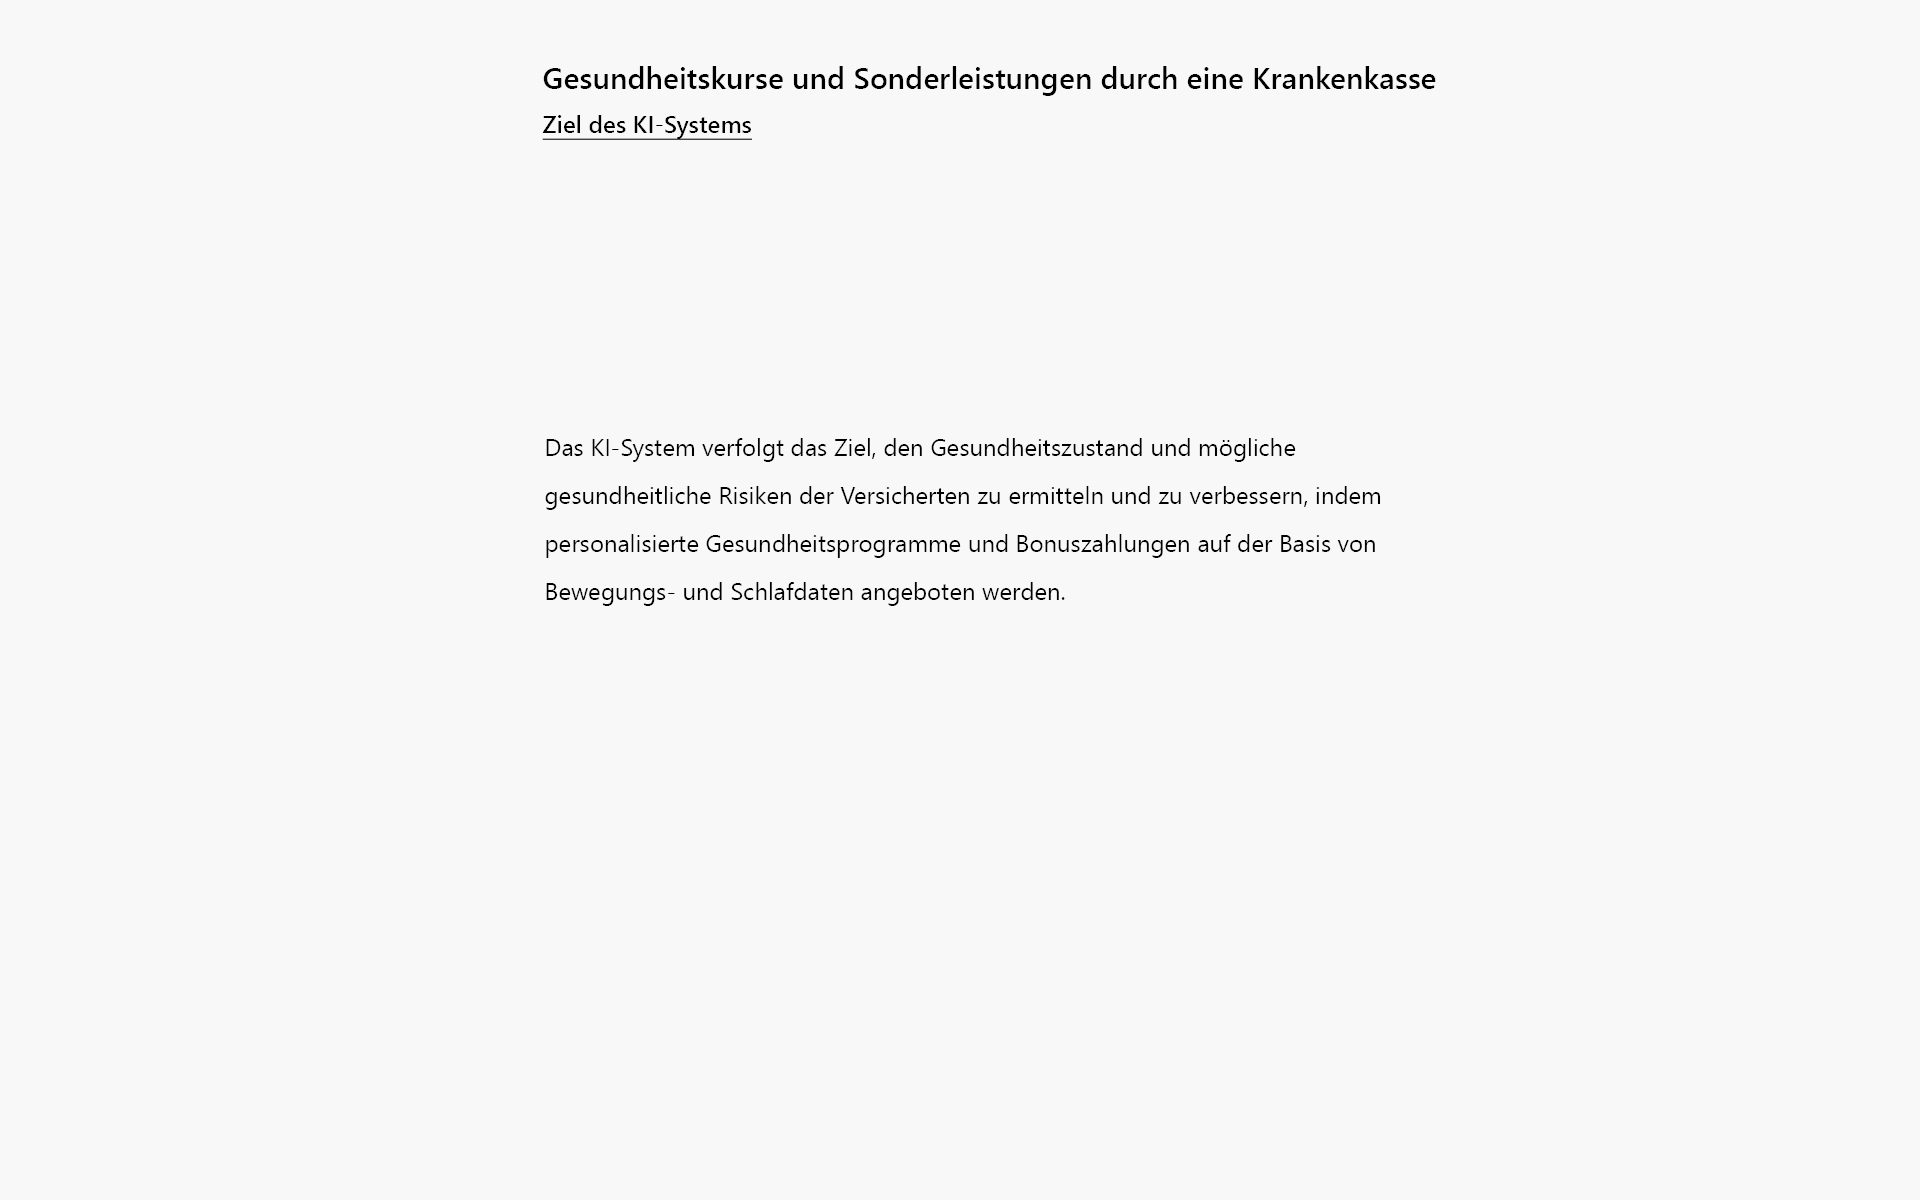 Gesundheitskurse und Sonderleistungen durch eine Krankenkasse
Ziel des KI-Systems
Das KI-System verfolgt das Ziel, den Gesundheitszustand und mögliche
gesundheitliche Risiken der Versicherten zu ermitteln und zu verbessern, indem
personalisierte Gesundheitsprogramme und Bonuszahlungen auf der Basis von
Bewegungs- und Schlafdaten angeboten werden.